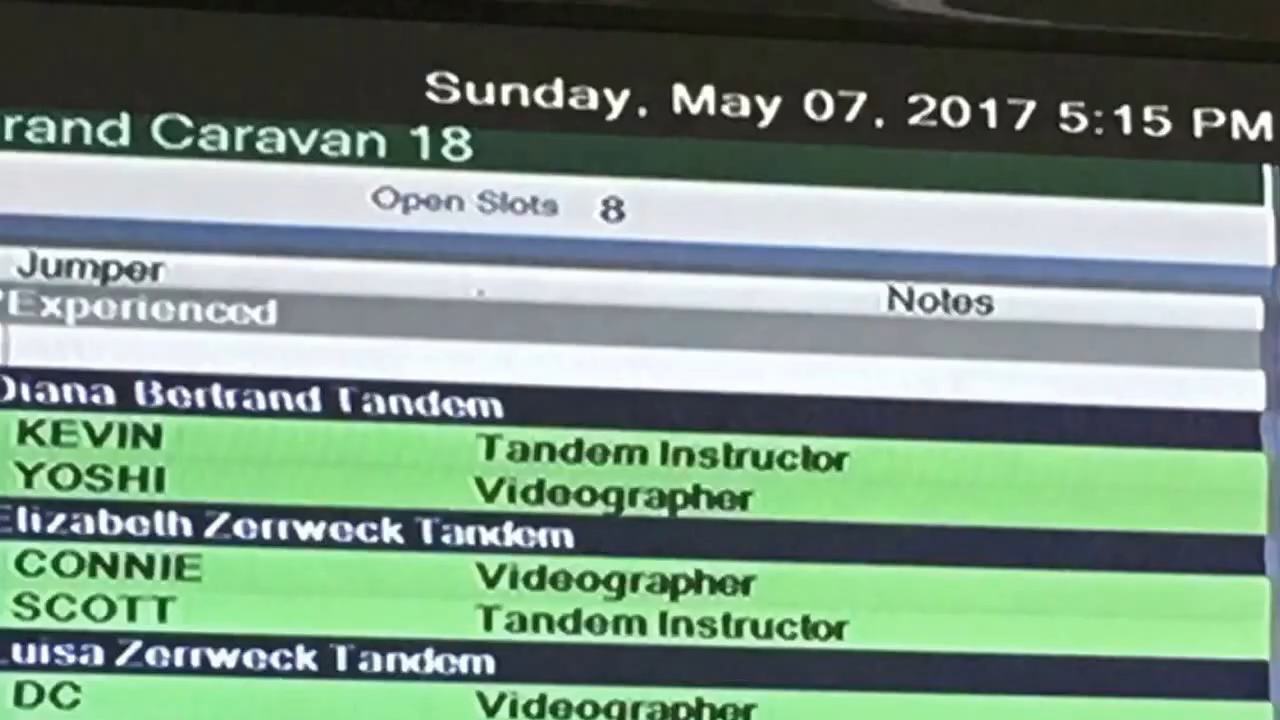 Sunday, May 07, 2017 5:15 PM
rand Caravan 18
Open Slots 8
Jumper Notes
Experienced
Diana Bertrand Tandem
KEVIN Tandem Instructor
YOSHI Videographer
Elizabeth Zerrweck Tandem
CONNIE Videographer
SCOTT Tandem Instructor
Luisa Zerrweck Tandem
DC Videographer